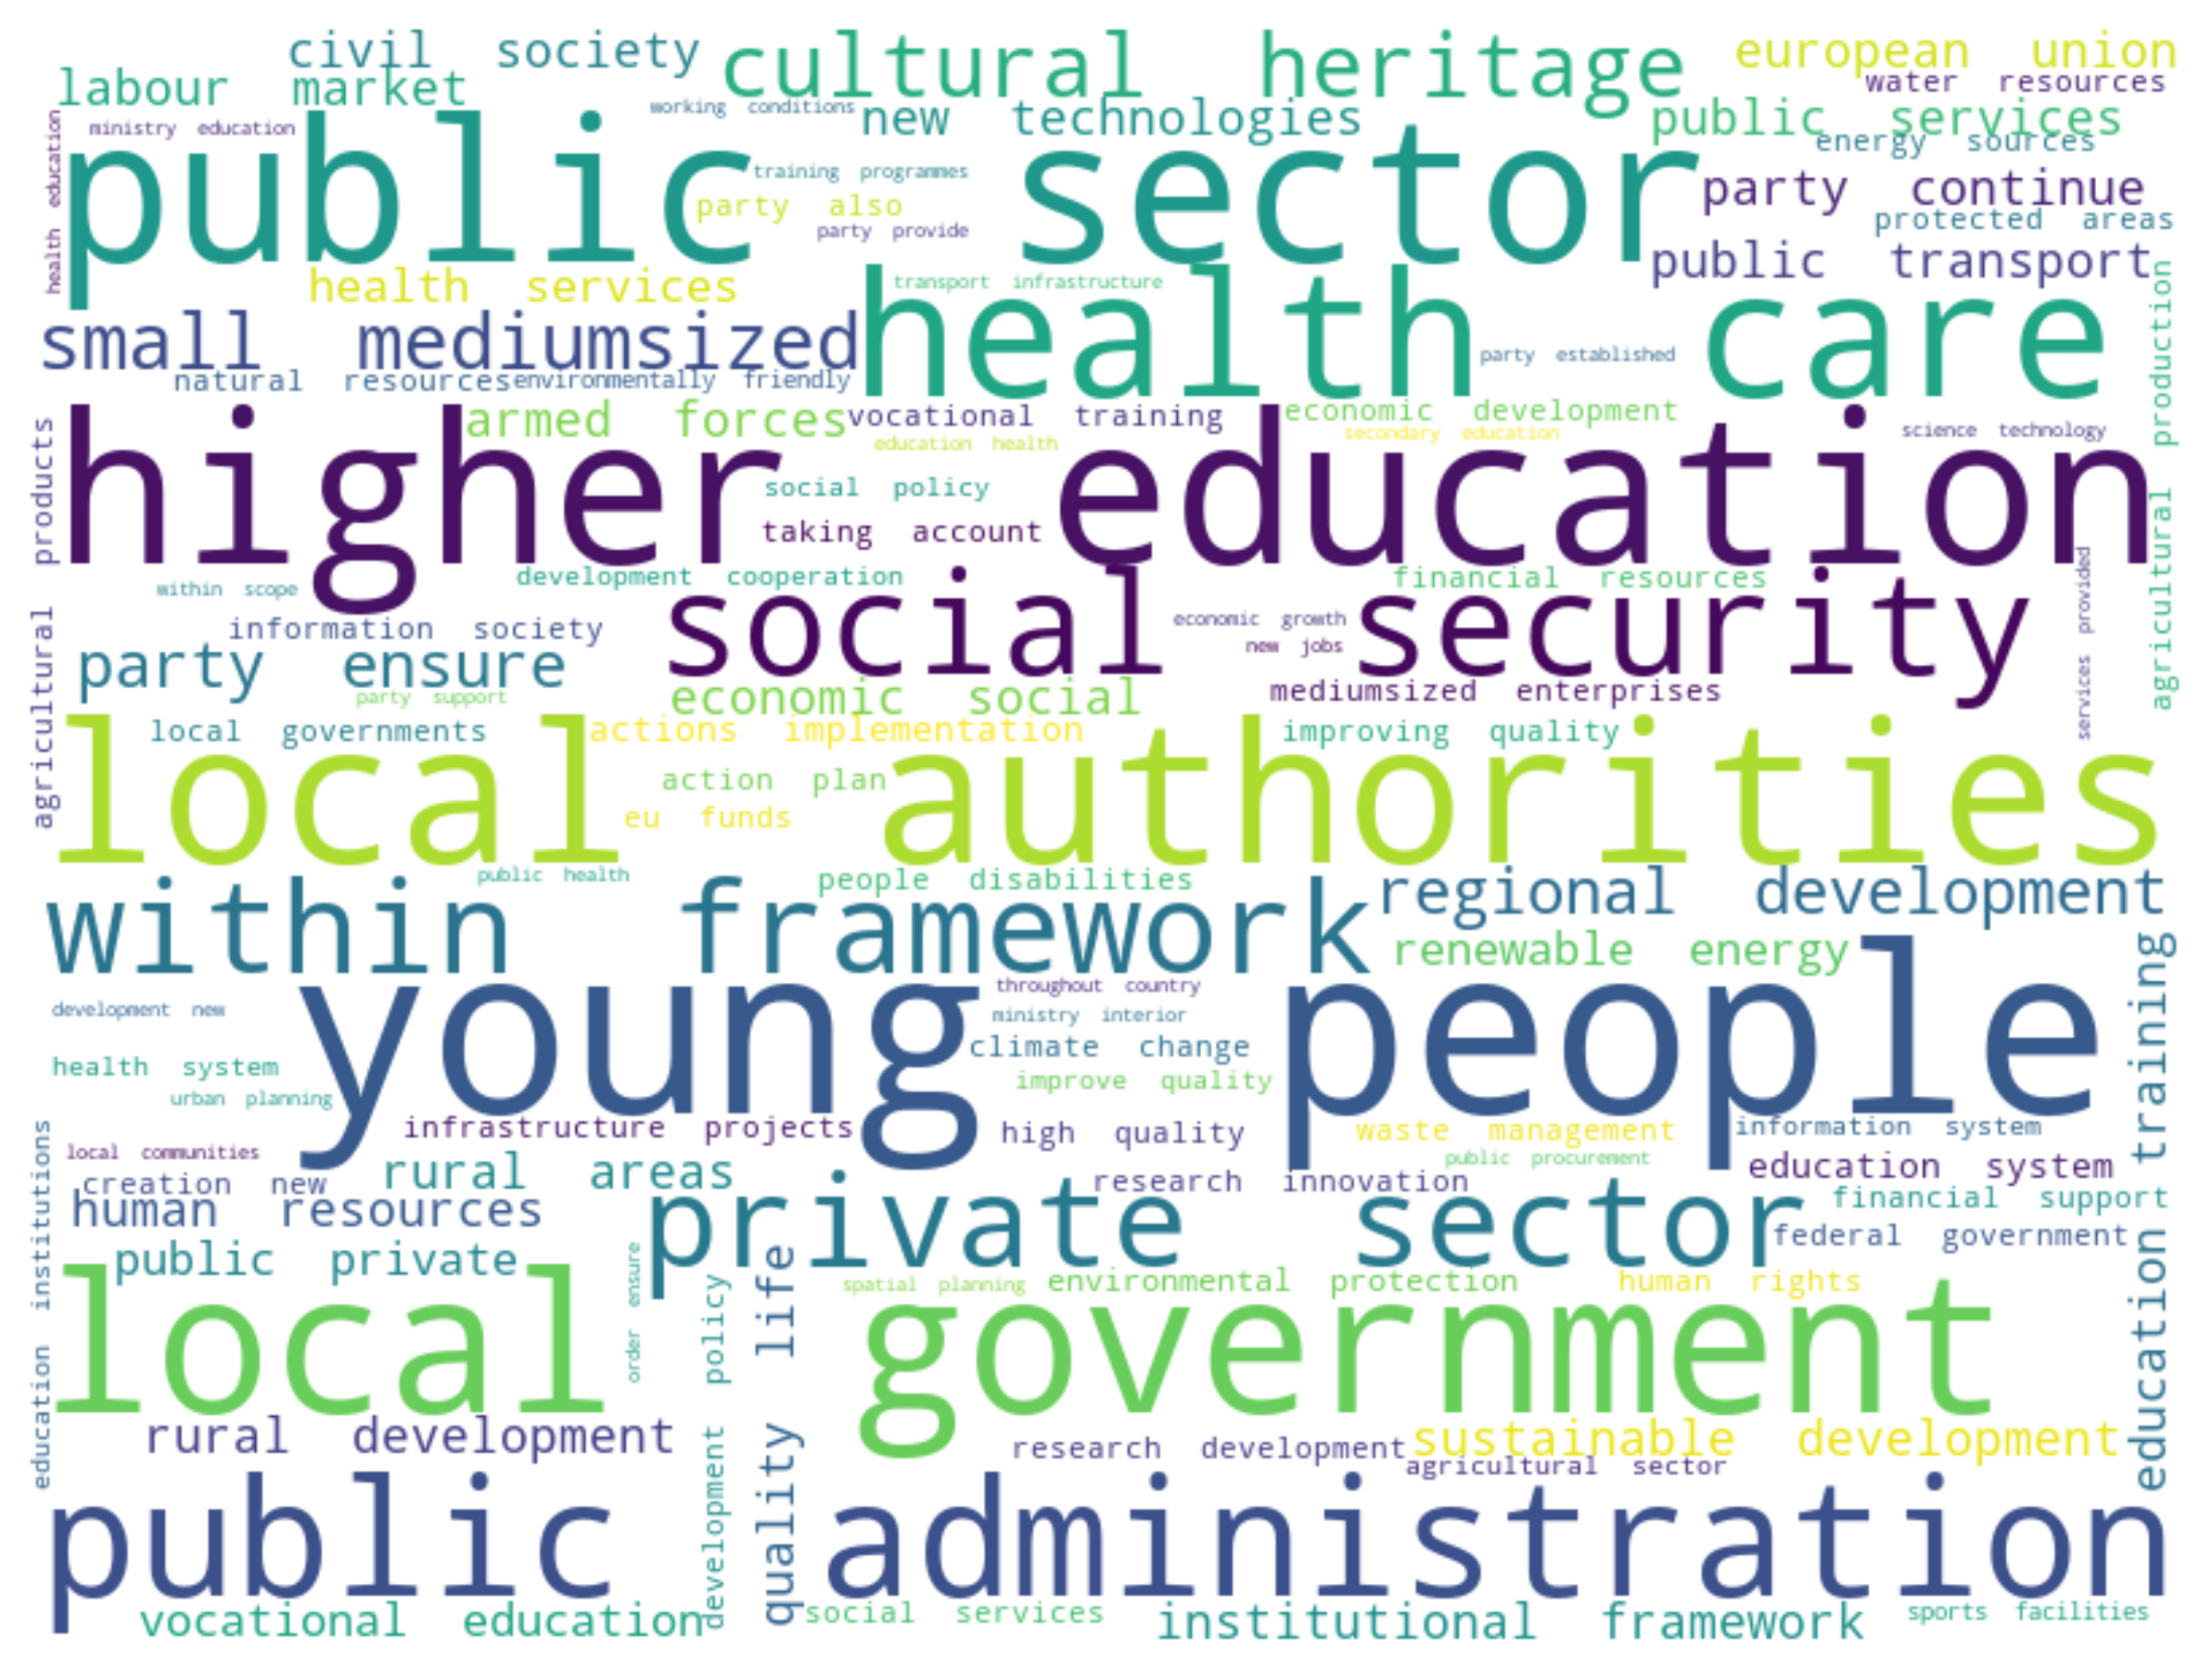 civil society
cultural heritage
european union
labour market
water resources
working conditions
new technologies
public services
ministry education
health education
public sector
energy sources
training programmes
party continue
party also
protected areas
party provide
public transport
health services
transport infrastructure
health care
small mediumsized
party established
natural resources
environmentally friendly
agricultural production
armed forces
vocational training
economic development
education health
secondary education
science technology
higher education
agricultural products
social policy
taking account
within scope
development cooperation
financial resources
social security
economic growth
information society
new jobs
services provided
party ensure
party support
economic social
mediumsized enterprises
local governments
actions implementation
improving quality
local authorities
action plan
eu funds
public health
people disabilities
regional development
within framework
renewable energy
throughout country
development new
ministry interior
young people
climate change
health system
improve quality
urban planning
education training
infrastructure projects
high quality
waste management
information system
local communities
public procurement
education system
rural areas
creation new
research innovation
human resources
private sector
financial support
federal government
education institutions
public private
order ensure
quality life
development policy
spatial planning
environmental protection
human rights
local government
rural development
research development
sustainable development
agricultural sector
public administration
vocational education
social services
institutional framework
sports facilities